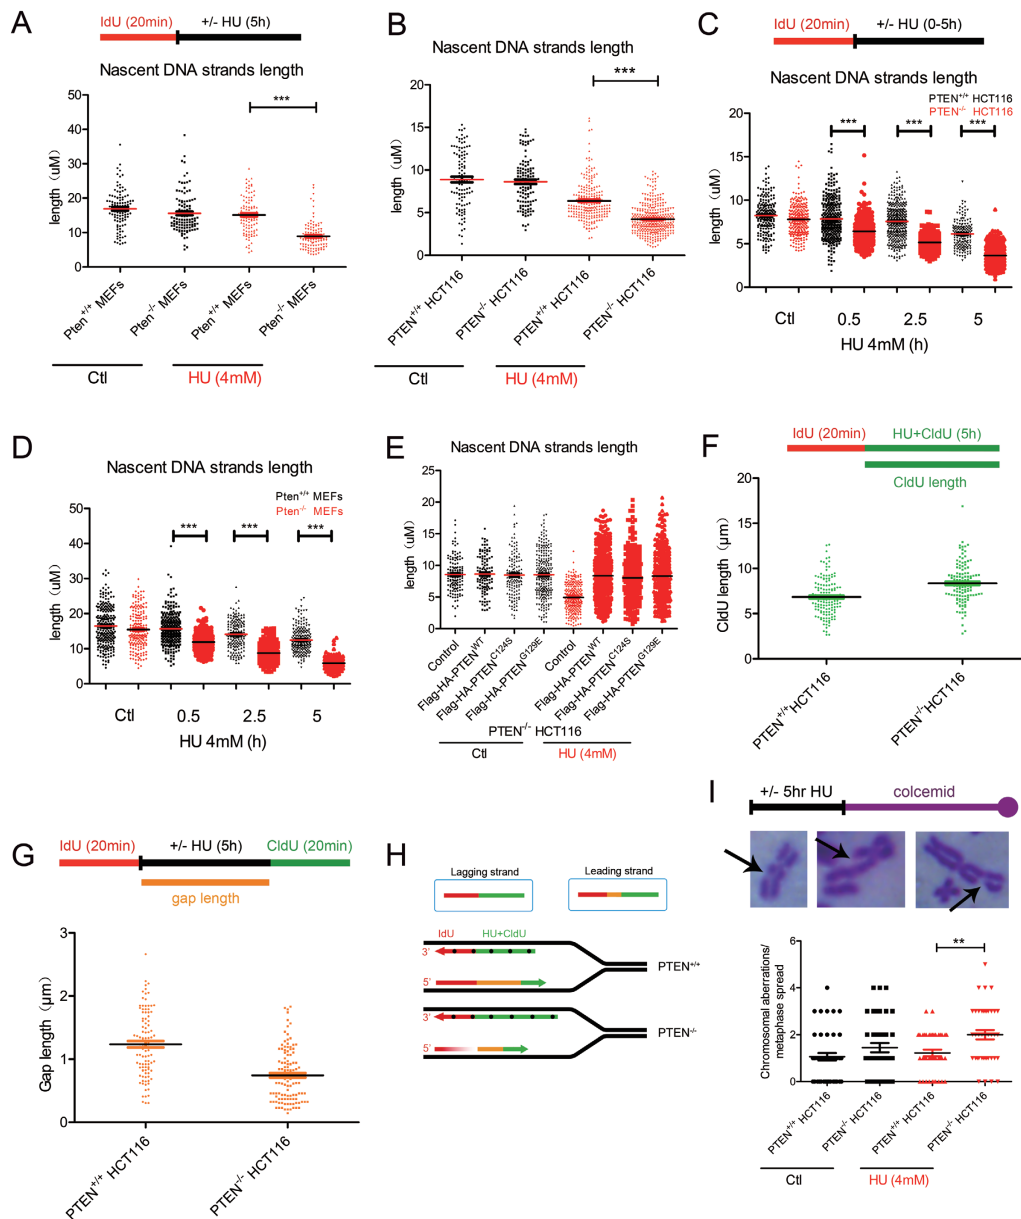 A
IdU (20min)
+/- HU (5h)
Nascent DNA strands length
length（uM）
50
40
30
20
10
0
***
Pten+/+ MEFs
Pten-/- MEFs
Pten+/+ MEFs
Pten-/- MEFs
Ctl
HU (4mM)
B
Nascent DNA strands length
length（uM）
20
15
10
5
0
***
PTEN+/+ HCT116
PTEN-/- HCT116
PTEN+/+ HCT116
PTEN-/- HCT116
Ctl
HU (4mM)
C
IdU (20min)
+/- HU (0-5h)
Nascent DNA strands length
PTEN+/+ HCT116
PTEN-/- HCT116
length（uM）
20
15
10
5
0
***
***
***
Ctl
0.5
2.5
5
HU 4mM (h)
D
Nascent DNA strands length
Pten+/+ MEFs
Pten-/- MEFs
length（uM）
50
40
30
20
10
0
***
***
***
Ctl
0.5
2.5
5
HU 4mM (h)
E
Nascent DNA strands length
length（uM）
25
20
15
10
5
0
Control
Flag-HA-PTENWT
Flag-HA-PTENC124S
Flag-HA-PTENG129E
Control
Flag-HA-PTENWT
Flag-HA-PTENC124S
Flag-HA-PTENG129E
PTEN-/- HCT116
Ctl
HU (4mM)
F
IdU (20min)
HU+CldU (5h)
CldU length
CldU length（µm）
20
15
10
5
0
PTEN+/+HCT116
PTEN-/-HCT116
G
IdU (20min)
+/- HU (5h)
CldU (20min)
gap length
Gap length（µm）
3
2
1
0
PTEN+/+ HCT116
PTEN-/- HCT116
H
Lagging strand
Leading strand
IdU
HU+CldU
3'
5'
PTEN+/+
3'
5'
PTEN-/-
I
+/- 5hr HU
colcemid
Chromosomal aberrations/
metaphase spread
6
4
2
0
**
PTEN+/+ HCT116
PTEN-/- HCT116
PTEN+/+ HCT116
PTEN-/- HCT116
Ctl
HU (4mM)